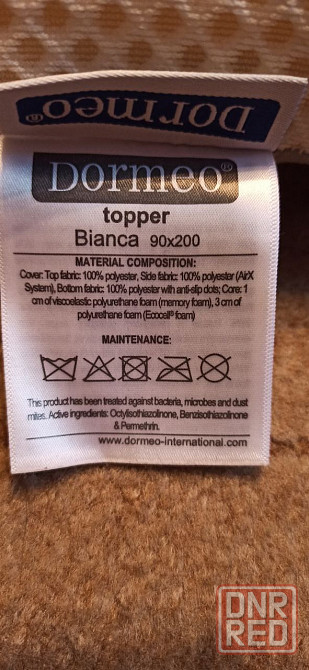 Dormeo®
Dormeo®
topper
Bianca 90x200
MATERIAL COMPOSITION:
Cover: Top fabric: 100% polyester, Side fabric: 100% polyester (AirX
System), Bottom fabric: 100% polyester with anti-slip dots; Core: 1
cm of viscoelastic polyurethane foam (memory foam), 3 cm of
polyurethane foam (Ecocell® foam)
MAINTENANCE:
This product has been treated against bacteria, microbes and dust
mites. Active ingredients: Octylisothiazolinone, Benzisothiazolinone
& Permethrin.
www.dormeo-international.com
DNR
RED